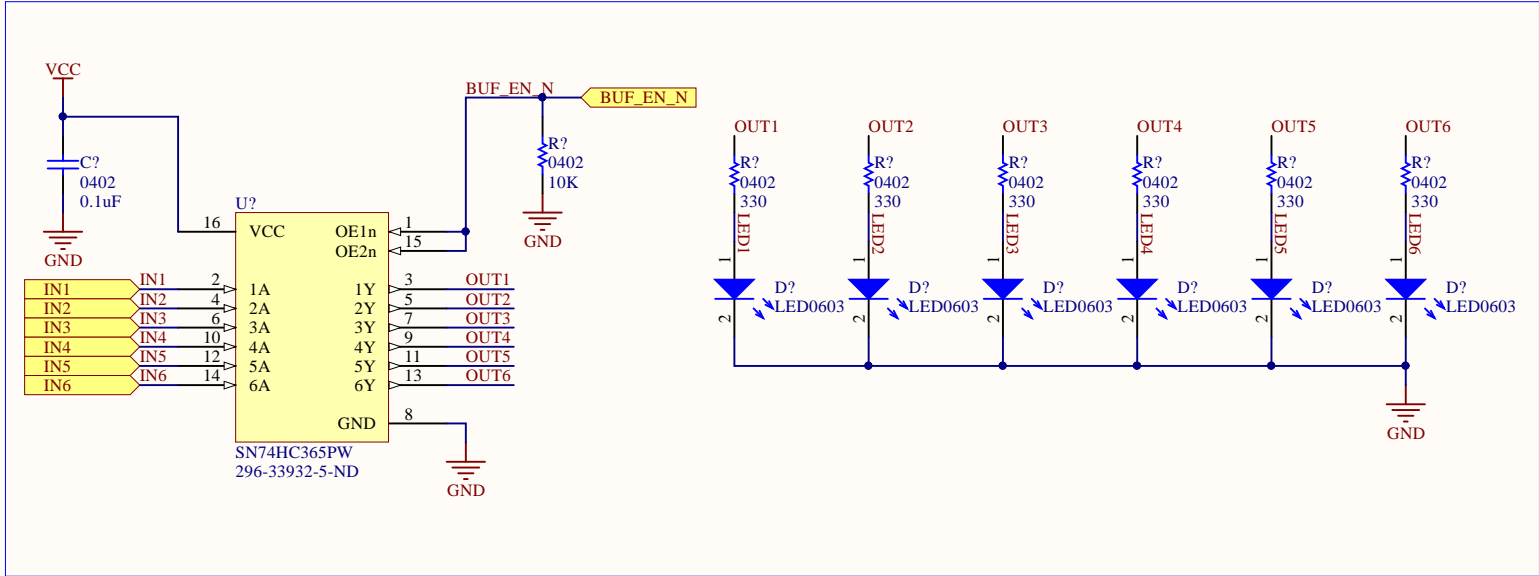 VCC
C?
0402
0.1uF
GND
BUF_EN_N
BUF_EN_N
R?
0402
10K
GND
U?
16
VCC
OE1n
1
OE2n
15
IN1
IN1
2
1A
1Y
3
OUT1
IN2
IN2
4
2A
2Y
5
OUT2
IN3
IN3
6
3A
3Y
7
OUT3
IN4
IN4
10
4A
4Y
9
OUT4
IN5
IN5
12
5A
5Y
11
OUT5
IN6
IN6
14
6A
6Y
13
OUT6
GND
8
SN74HC365PW
296-33932-5-ND
GND
OUT1
R?
0402
330
LED1
1
D?
LED0603
2
OUT2
R?
0402
330
LED2
1
D?
LED0603
2
OUT3
R?
0402
330
LED3
1
D?
LED0603
2
OUT4
R?
0402
330
LED4
1
D?
LED0603
2
OUT5
R?
0402
330
LED5
1
D?
LED0603
2
OUT6
R?
0402
330
LED6
1
D?
LED0603
2
GND